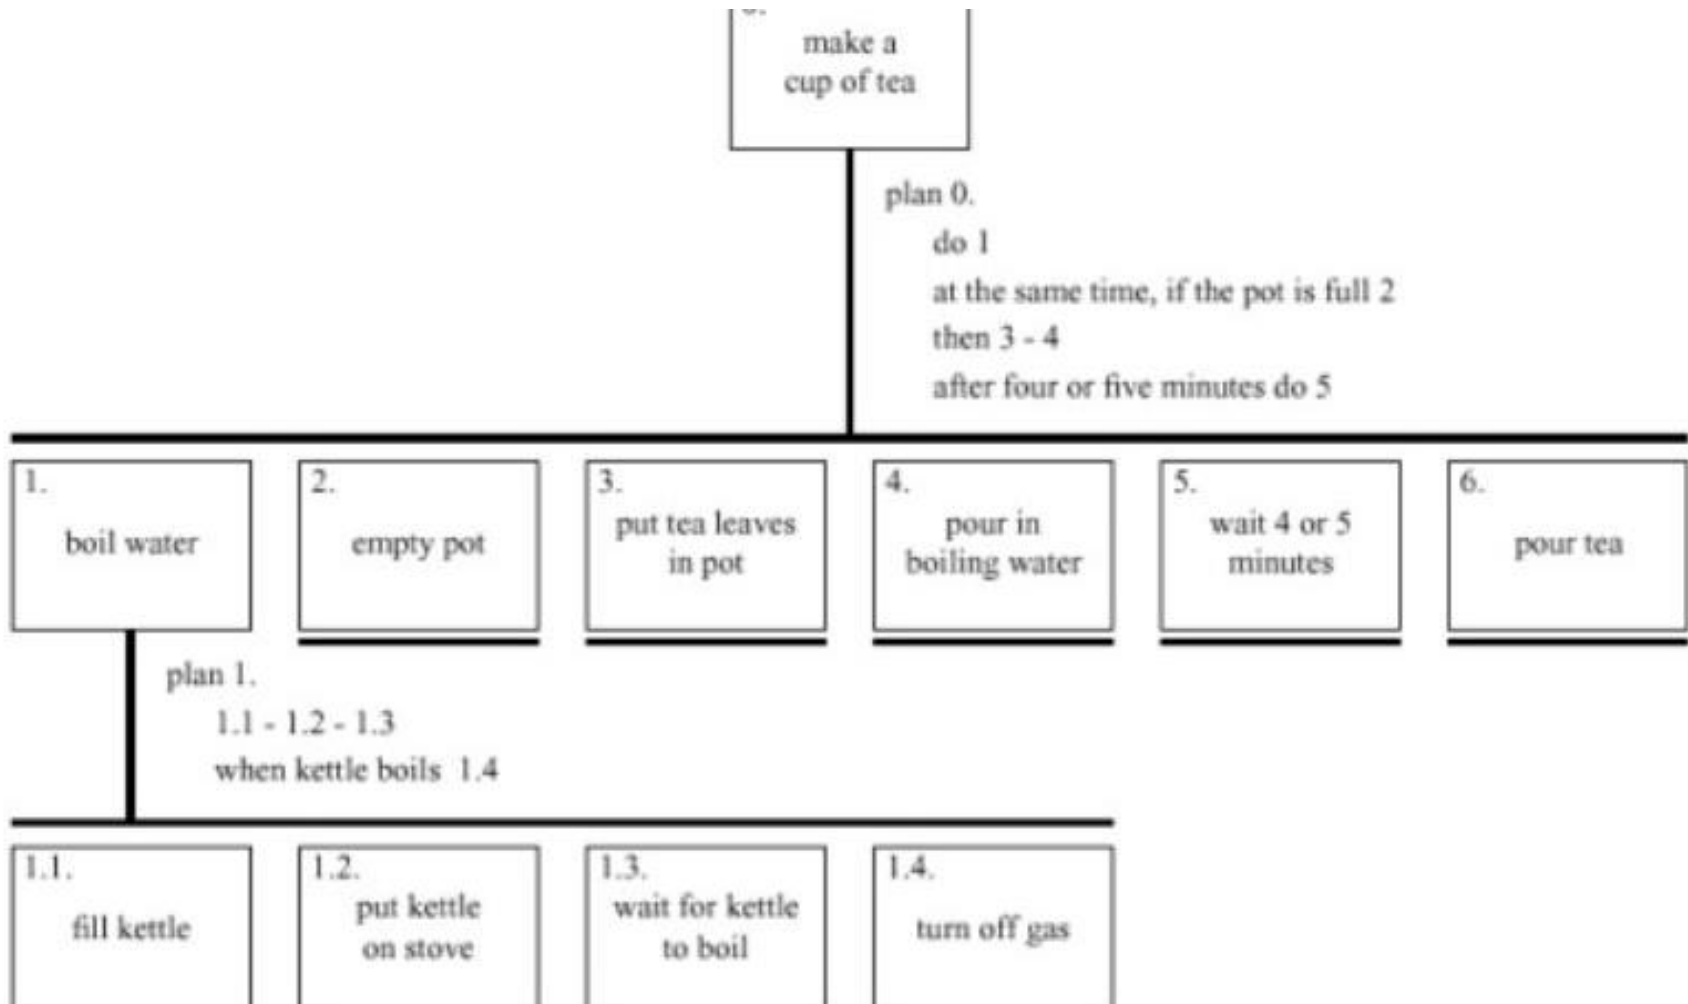 make a
cup of tea
plan 0.
do 1
at the same time, if the pot is full 2
then 3 - 4
after four or five minutes do 5
1.
boil water
2.
empty pot
3.
put tea leaves
in pot
4.
pour in
boiling water
5.
wait 4 or 5
minutes
6.
pour tea
plan 1.
1.1 - 1.2 - 1.3
when kettle boils 1.4
1.1.
fill kettle
1.2.
put kettle
on stove
1.3.
wait for kettle
to boil
1.4.
turn off gas